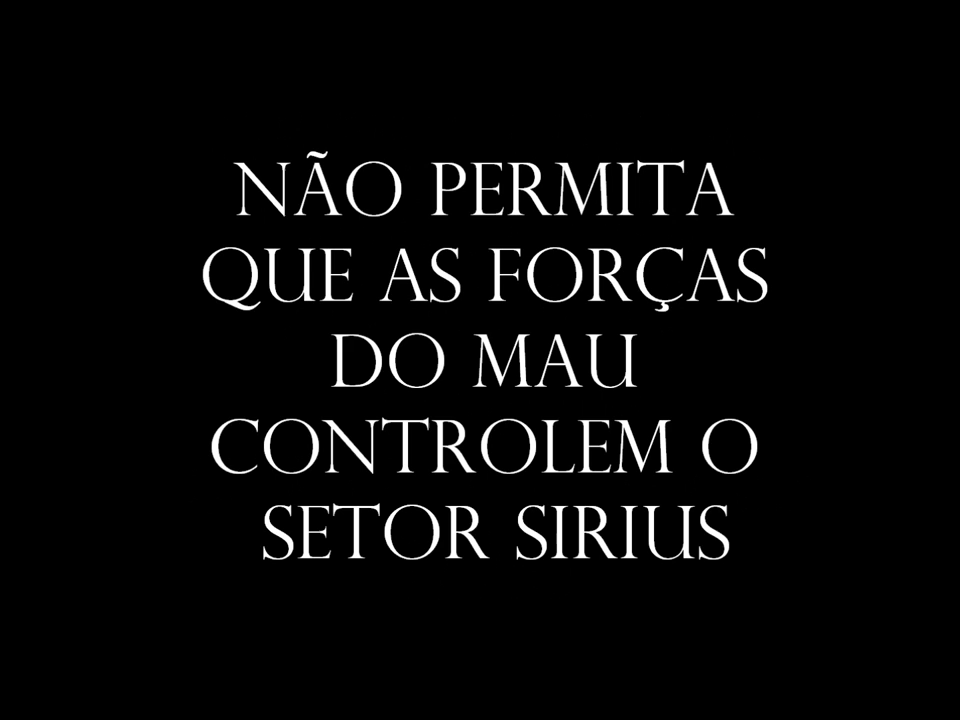 NÃO PERMITA
QUE AS FORÇAS
DO MAU
CONTROLEM O
SETOR SIRIUS